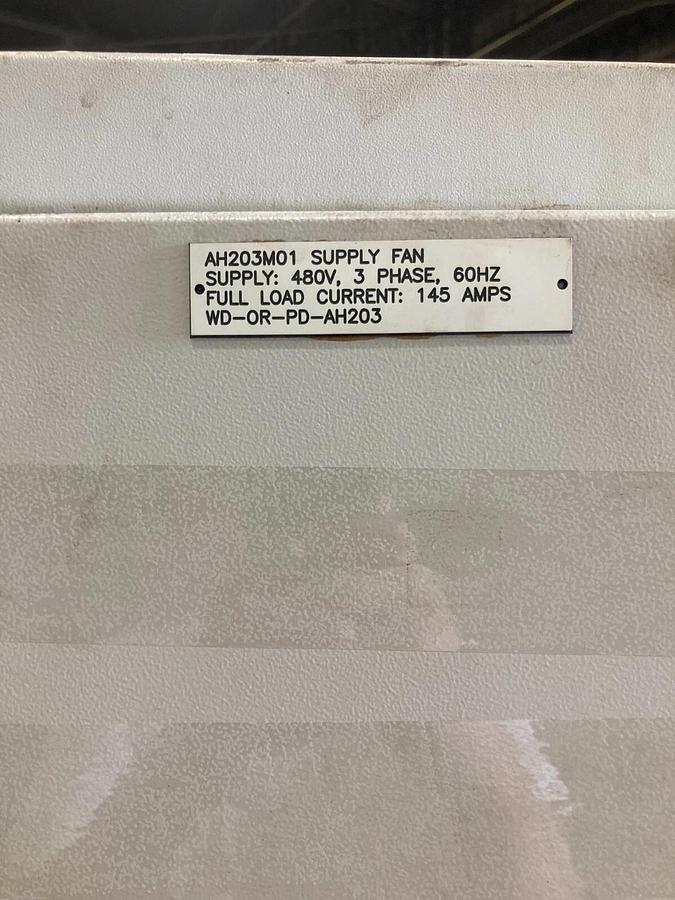 AH203M01 SUPPLY FAN
SUPPLY: 480V, 3 PHASE, 60HZ
FULL LOAD CURRENT: 145 AMPS
WD-OR-PD-AH203